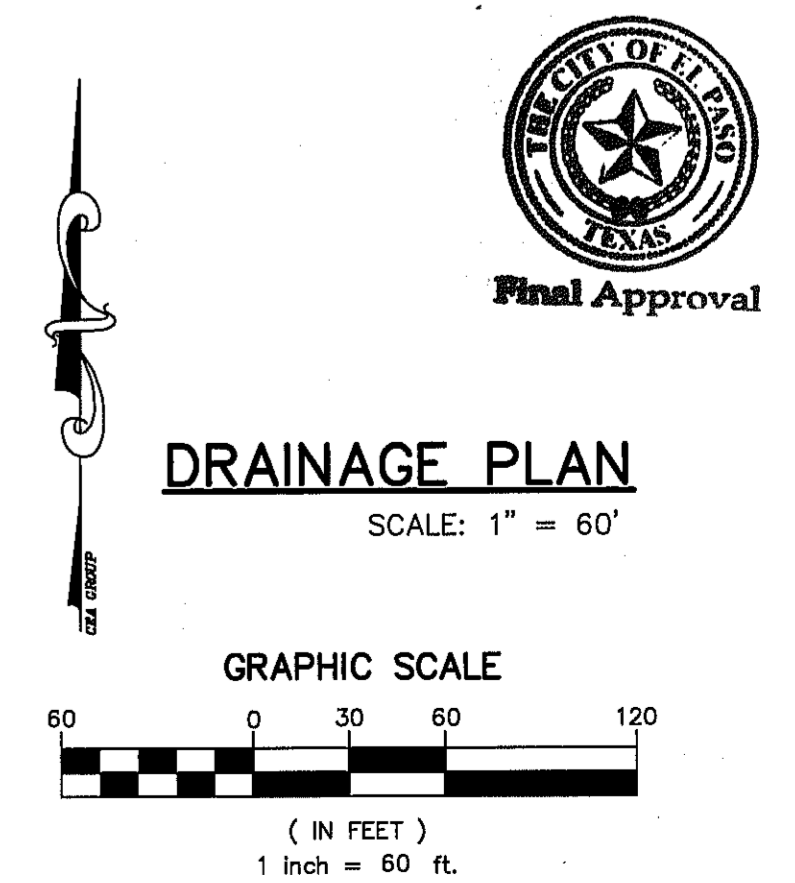 THE CITY OF EL PASO
TEXAS
Final Approval
DRAINAGE PLAN
SCALE: 1" = 60'
CEA GROUP
GRAPHIC SCALE
60 0 30 60 120
( IN FEET )
1 inch = 60 ft.